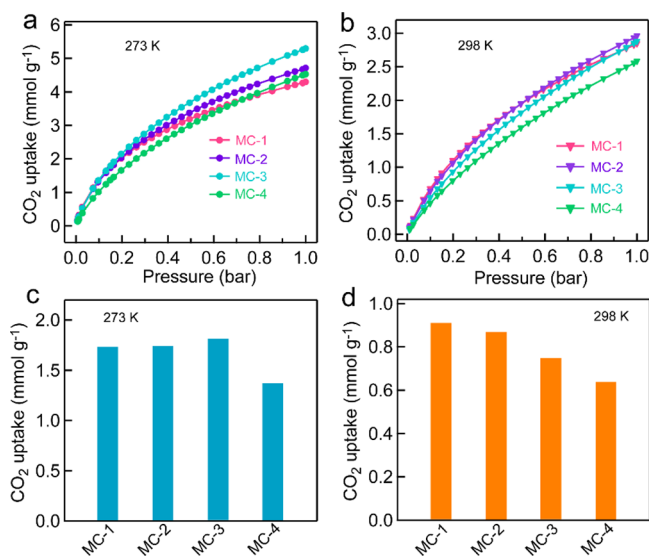 a
273 K
6
5
4
3
2
1
0
CO2 uptake (mmol g-1)
MC-1
MC-2
MC-3
MC-4
0.0 0.2 0.4 0.6 0.8 1.0
Pressure (bar)
b
298 K
3.0
2.5
2.0
1.5
1.0
0.5
0.0
CO2 uptake (mmol g-1)
MC-1
MC-2
MC-3
MC-4
0.0 0.2 0.4 0.6 0.8 1.0
Pressure (bar)
c
273 K
2.0
1.5
1.0
0.5
0.0
CO2 uptake (mmol g-1)
MC-1 MC-2 MC-3 MC-4
d
298 K
1.0
0.8
0.6
0.4
0.2
0.0
CO2 uptake (mmol g-1)
MC-1 MC-2 MC-3 MC-4